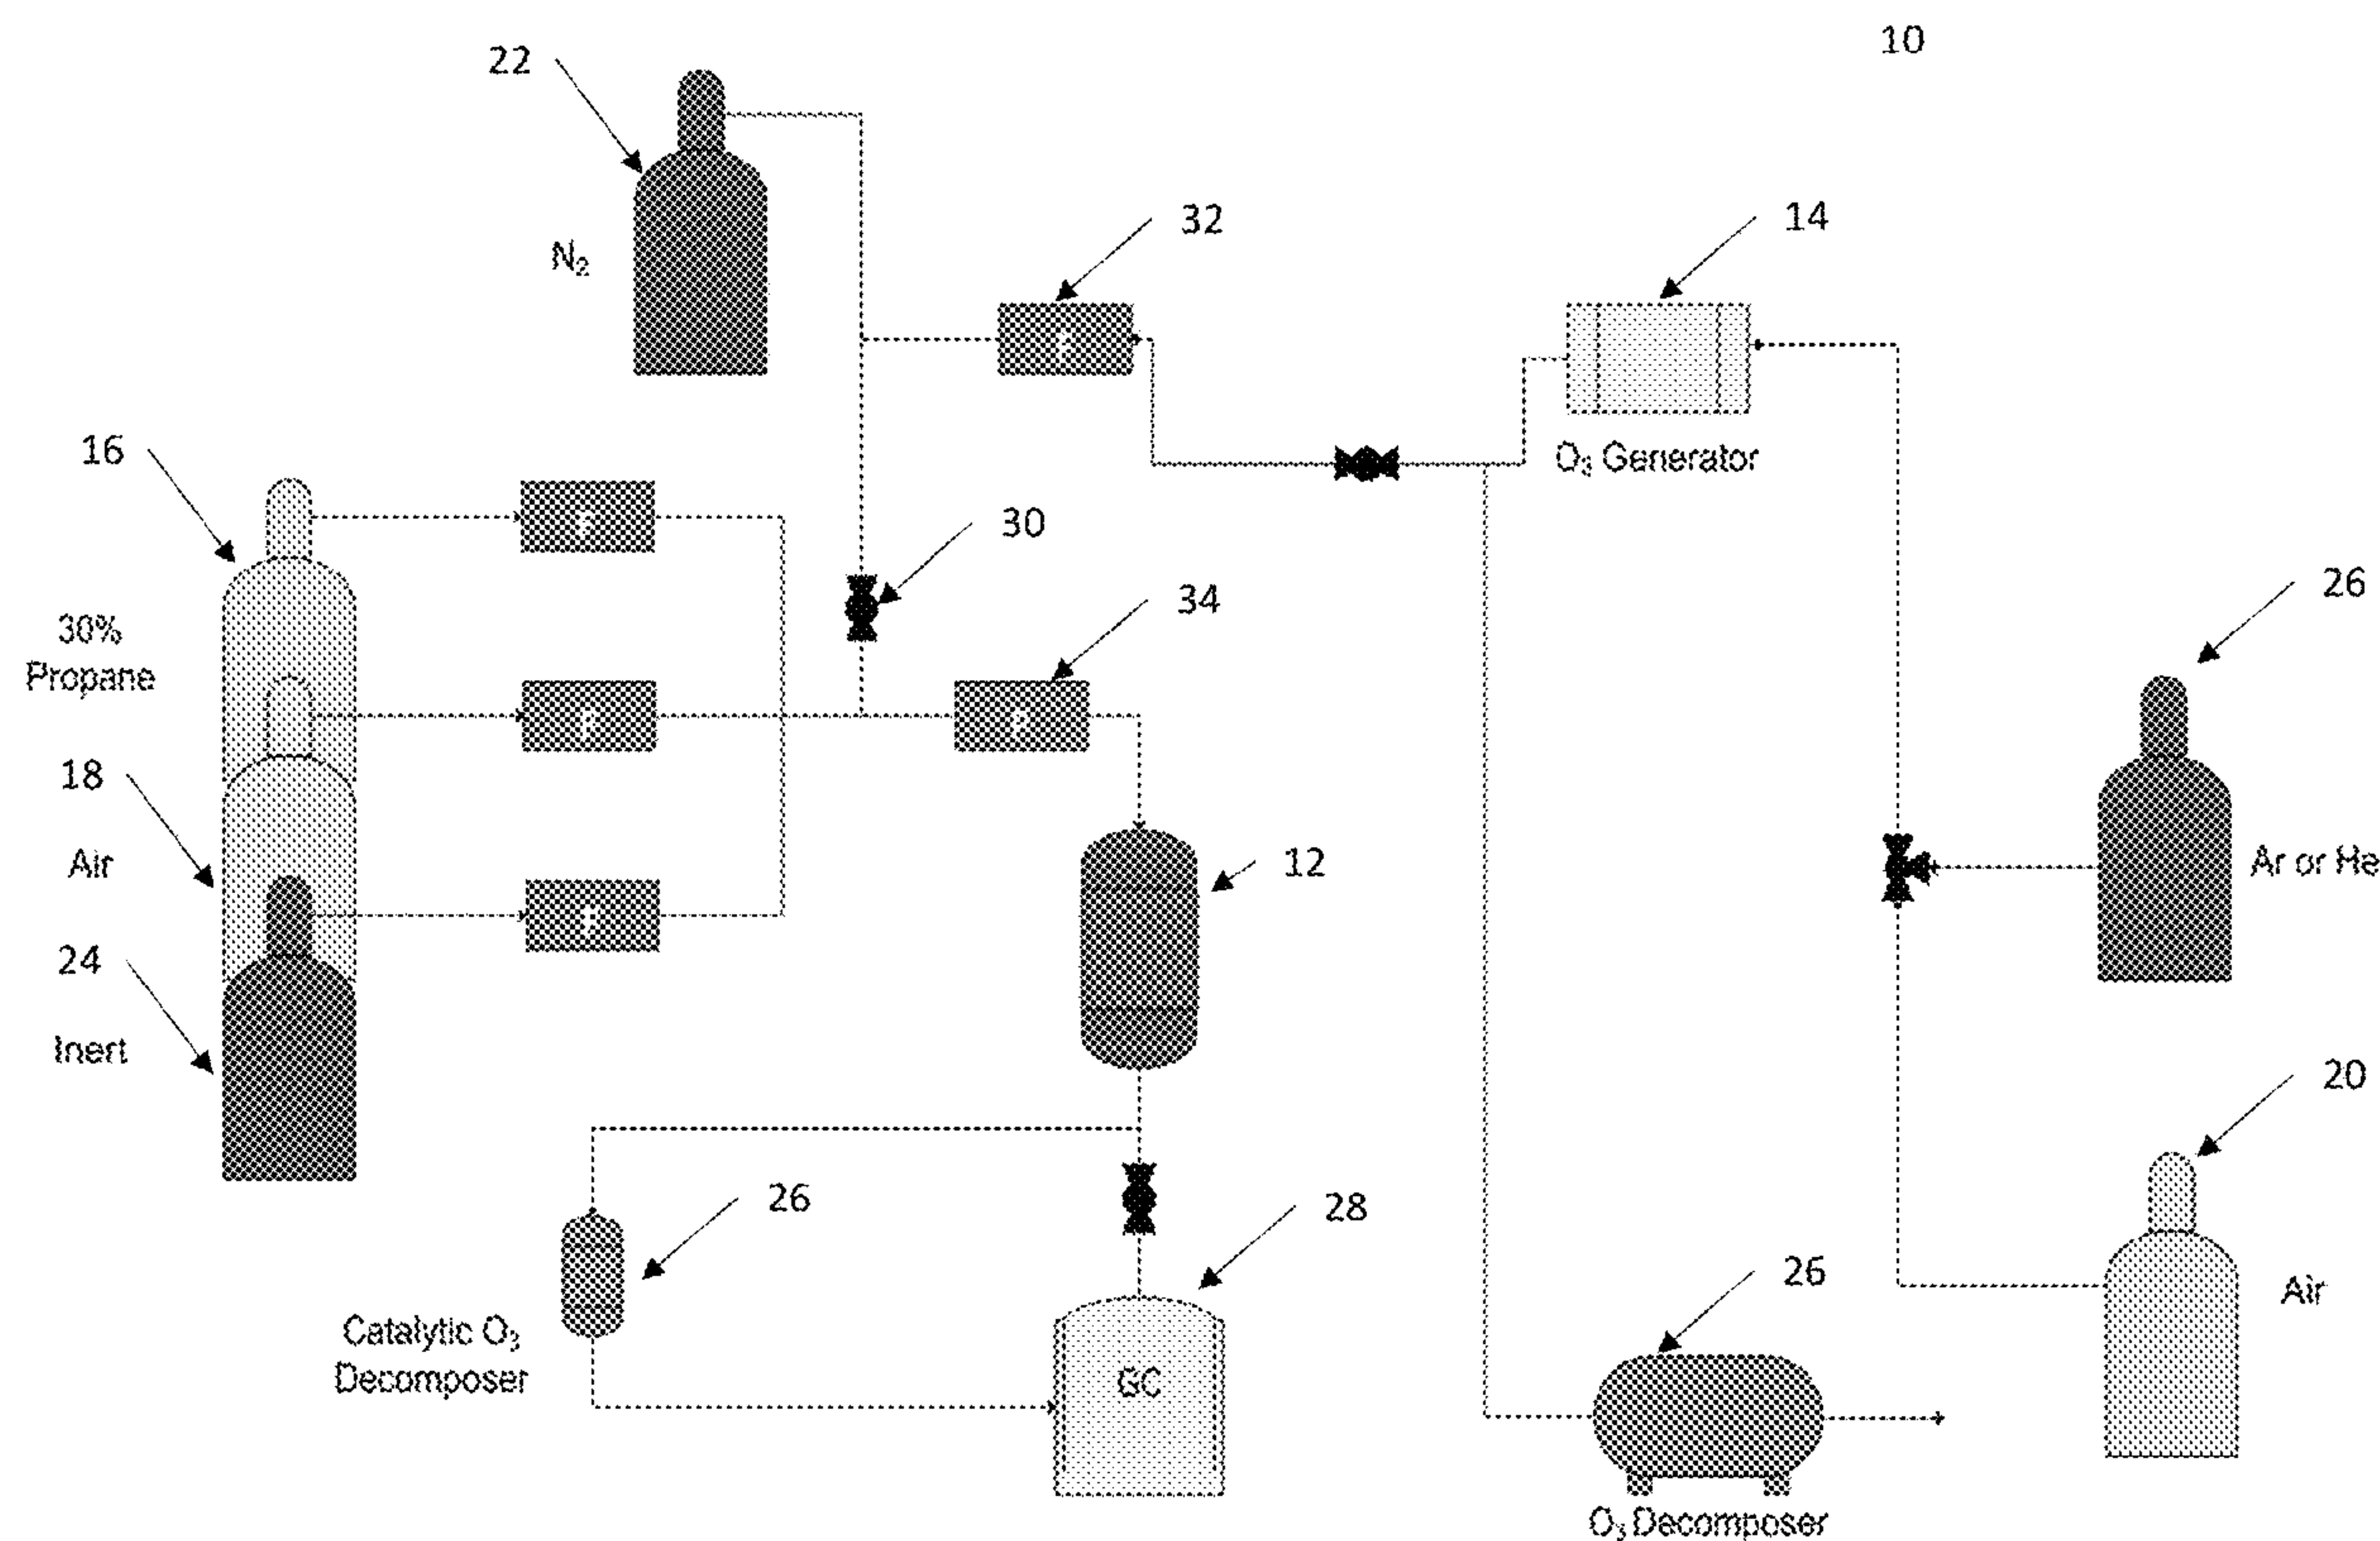 10
22
N₂
32
14
O₃ Generator
16
30% 
Propane
F
30
34
26
18
Air
F
P
12
Ar or He
24
Inert
20
26
28
Catalytic O₃
Decomposer
GC
26
Air
O₃ Decomposer